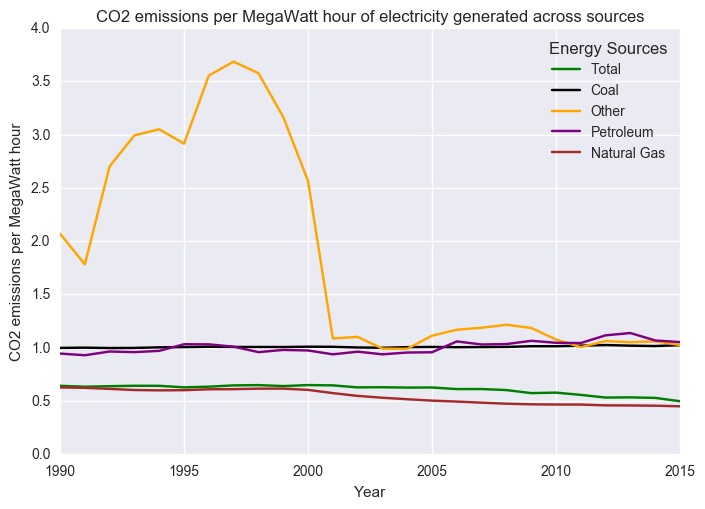 CO2 emissions per MegaWatt hour of electricity generated across sources
4.0
3.5
3.0
2.5
2.0
1.5
1.0
0.5
0.0
CO2 emissions per MegaWatt hour
Energy Sources
Total
Coal
Other
Petroleum
Natural Gas
1990 1995 2000 2005 2010 2015
Year